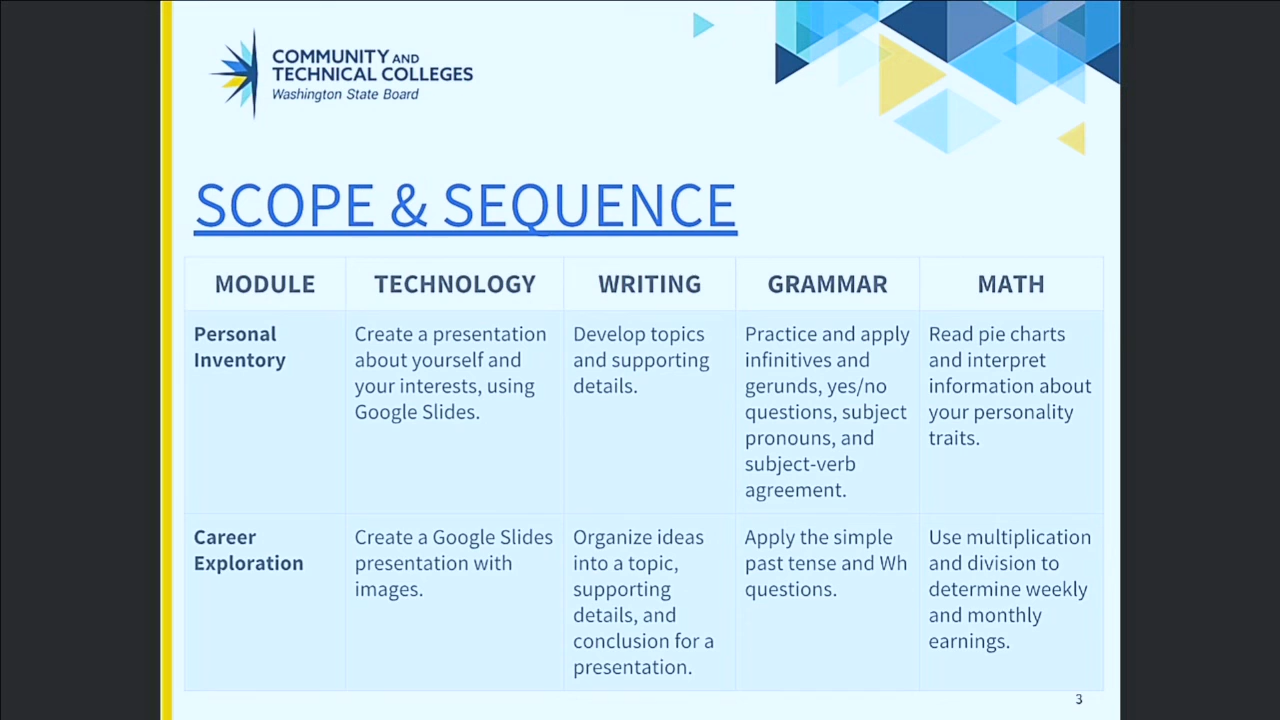 COMMUNITY AND
TECHNICAL COLLEGES
Washington State Board
SCOPE & SEQUENCE
MODULE
TECHNOLOGY
WRITING
GRAMMAR
MATH
Personal
Inventory
Create a presentation
about yourself and
your interests, using
Google Slides.
Develop topics
and supporting
details.
Practice and apply
infinitives and
gerunds, yes/no
questions, subject
pronouns, and
subject-verb
agreement.
Read pie charts
and interpret
information about
your personality
traits.
Career
Exploration
Create a Google Slides
presentation with
images.
Organize ideas
into a topic,
supporting
details, and
conclusion for a
presentation.
Apply the simple
past tense and Wh
questions.
Use multiplication
and division to
determine weekly
and monthly
earnings.
3